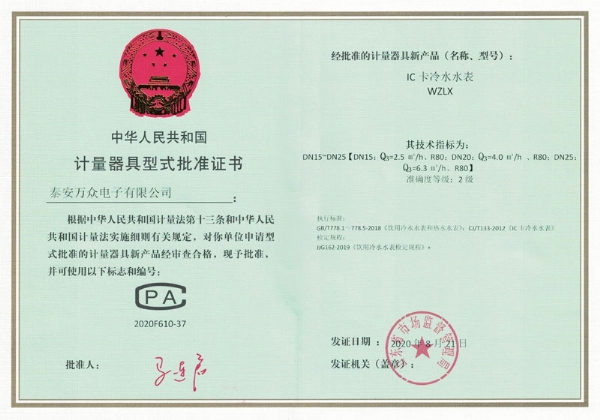 中华人民共和国
计量器具型式批准证书
泰安万众电子有限公司 :
根据中华人民共和国计量法第十三条和中华人民
共和国计量法实施细则有关规定，对你单位申请型
式批准的计量器具新产品经审查合格，现予批准，
并可使用以下标志和编号:
CPA
2020F610-37
批准人:
经批准的计量器具新产品（名称、型号）:
IC 卡冷水水表
WZLX
其技术指标为:
DN15~DN25【DN15: Q₃=2.5 ㎥/h、R80; DN20: Q₃=4.0 ㎥/h 、R80; DN25:
Q₃=6.3 ㎥/h、R80】
准确度等级: 2 级
执行标准:
GB/T778.1－778.5-2018《饮用冷水水表和热水水表》; CJ/T133-2012《IC 卡冷水水表》
检定规程:
JJG162-2019《饮用冷水水表检定规程》。
发证日期: 2020年8月21日
发证机关（盖章）:
山东省市场监督管理局